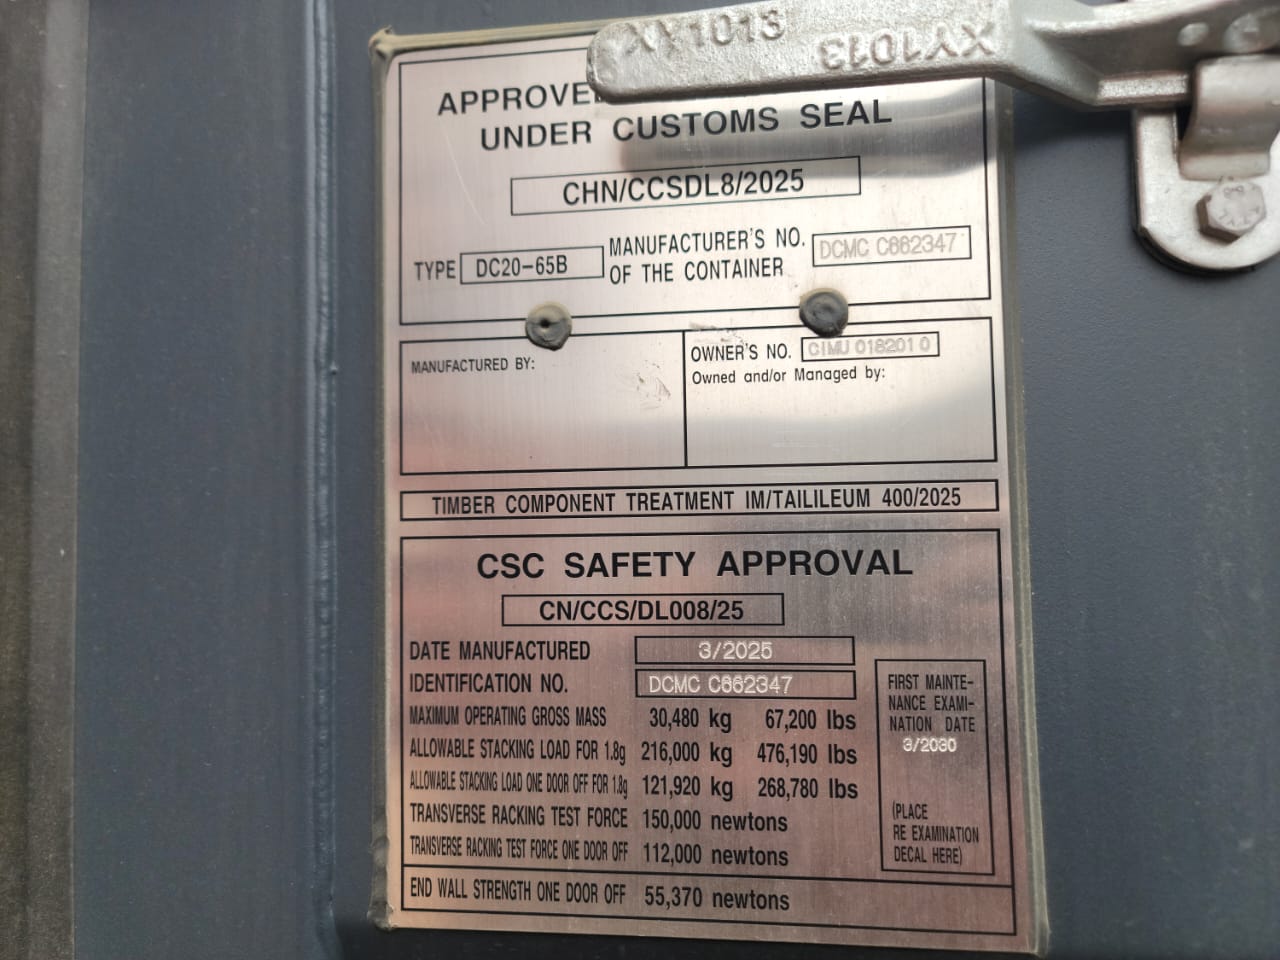 XY1013
XY1013
APPROVE
UNDER CUSTOMS SEAL
CHN/CCSDL8/2025
TYPE DC20-65B MANUFACTURER'S NO. OF THE CONTAINER DCMC C662347
MANUFACTURED BY:
OWNER'S NO. CIMU 0182010
Owned and/or Managed by:
TIMBER COMPONENT TREATMENT IM/TAILILEUM 400/2025
CSC SAFETY APPROVAL
CN/CCS/DL008/25
DATE MANUFACTURED 3/2025
IDENTIFICATION NO. DCMC C662347
MAXIMUM OPERATING GROSS MASS 30,480 kg 67,200 lbs
ALLOWABLE STACKING LOAD FOR 1.8g 216,000 kg 476,190 lbs
ALLOWABLE STACKING LOAD ONE DOOR OFF FOR 1.8g 121,920 kg 268,780 lbs
TRANSVERSE RACKING TEST FORCE 150,000 newtons
TRANSVERSE RACKING TEST FORCE ONE DOOR OFF 112,000 newtons
END WALL STRENGTH ONE DOOR OFF 55,370 newtons
FIRST MAINTE-
NANCE EXAMI-
NATION DATE
3/2030
(PLACE
RE EXAMINATION
DECAL HERE)